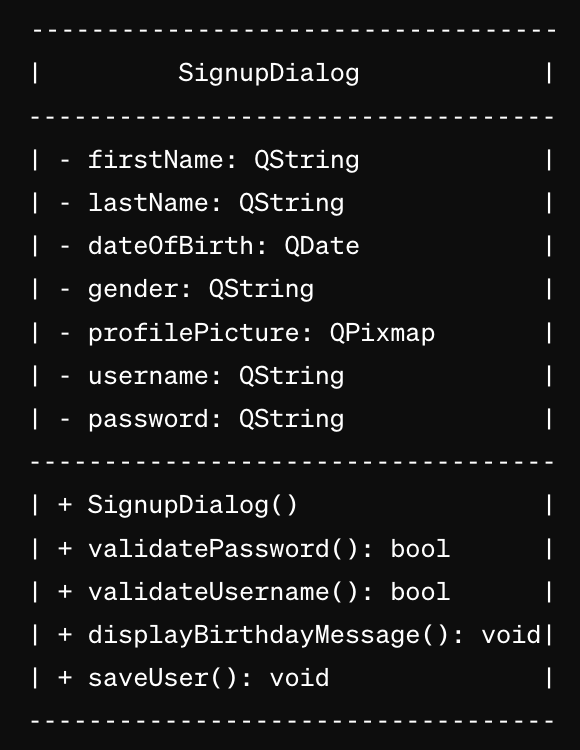 -----------------------------------
|         SignupDialog            |
-----------------------------------
| - firstName: QString            |
| - lastName: QString             |
| - dateOfBirth: QDate            |
| - gender: QString               |
| - profilePicture: QPixmap       |
| - username: QString             |
| - password: QString             |
-----------------------------------
| + SignupDialog()                |
| + validatePassword(): bool      |
| + validateUsername(): bool      |
| + displayBirthdayMessage(): void|
| + saveUser(): void              |
-----------------------------------